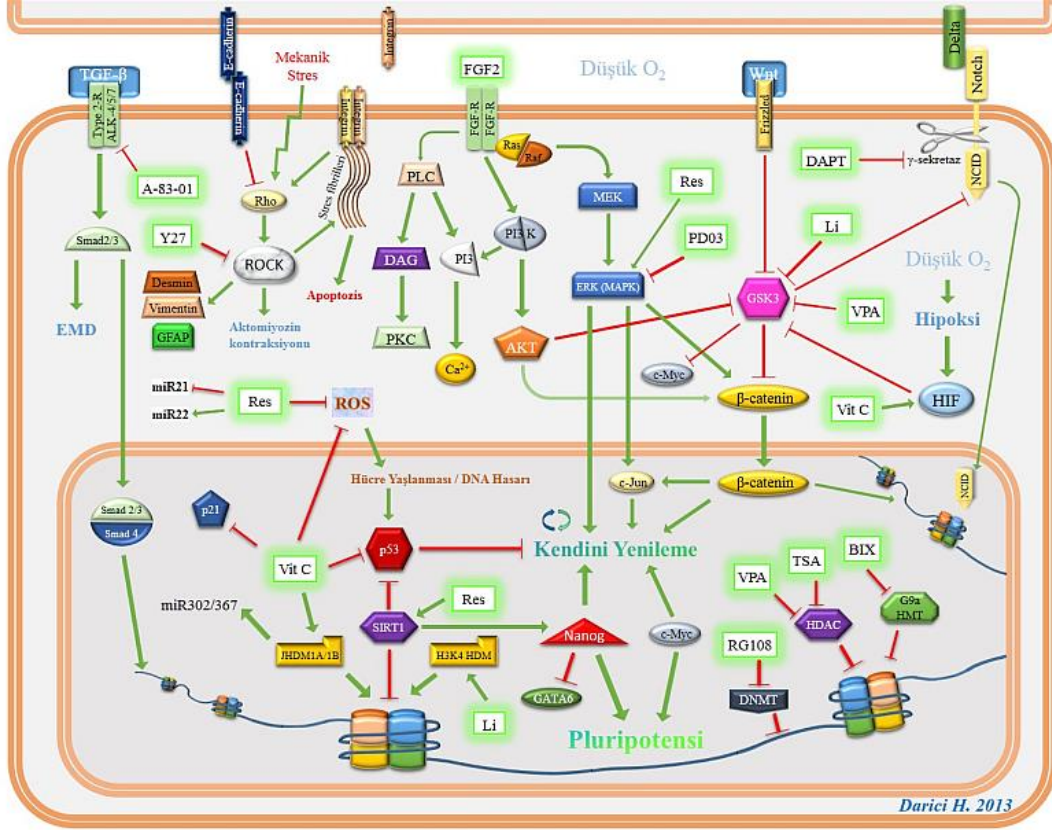 E-cadherin
E-cadherin
Integrin
Mekanik
Stres
TGF-β
Type 2-R
ALK-4/5/7
Integrin
Integrin
FGF2
FGF-R
FGF-R
Düşük O2
Wnt
Frizzled
Delta
Notch
Ras
Raf
DAPT
γ-sekretaz
NCID
A-83-01
Rho
Stres fibrilleri
PLC
MEK
Res
Smad2/3
Y27
ROCK
DAG
PI3
PI3 K
PD03
Li
Düşük O2
Desmin
Vimentin
GFAP
Apoptozis
ERK (MAPK)
GSK3
VPA
Hipoksi
EMD
Aktomiyozin
kontraksiyonu
PKC
Ca2+
AKT
c-Myc
β-catenin
Vit C
HIF
miR21
miR22
Res
ROS
Hücre Yaşlanması / DNA Hasarı
c-Jun
β-catenin
NCID
p21
Smad 2/3
Smad 4
p53
Kendini Yenileme
Vit C
VPA
TSA
BIX
miR302/367
SIRT1
Res
Nanog
c-Myc
HDAC
G9a
HMT
JHDM1A/1B
H3K4 HDM
RG108
GATA6
DNMT
Li
Pluripotensi
Darici H. 2013